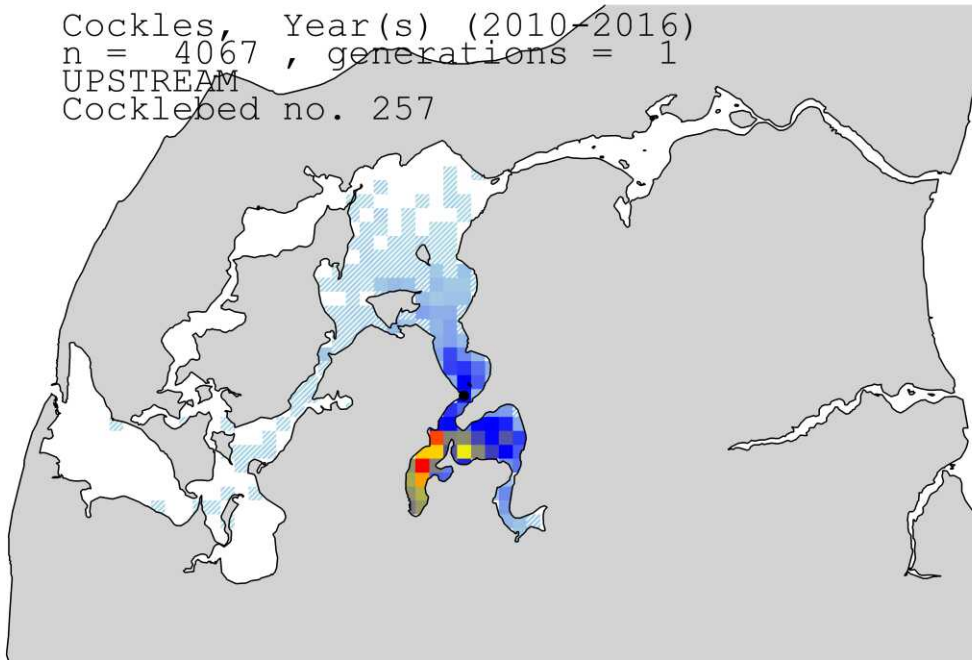 Cockles, Year(s) (2010-2016)
n = 4067 , generations = 1
UPSTREAM
Cocklebed no. 257